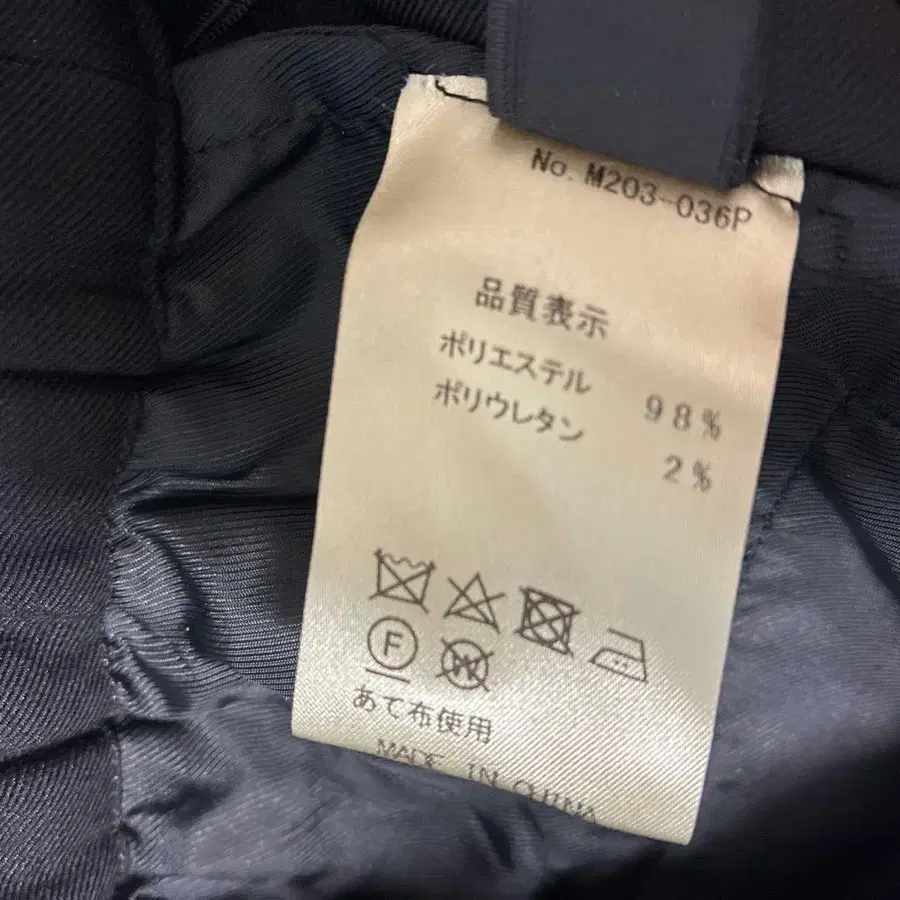 No. M203-036P
品質表示
ポリエステル 98%
ポリウレタン 2%
F W
あて布使用
MADE IN CHINA